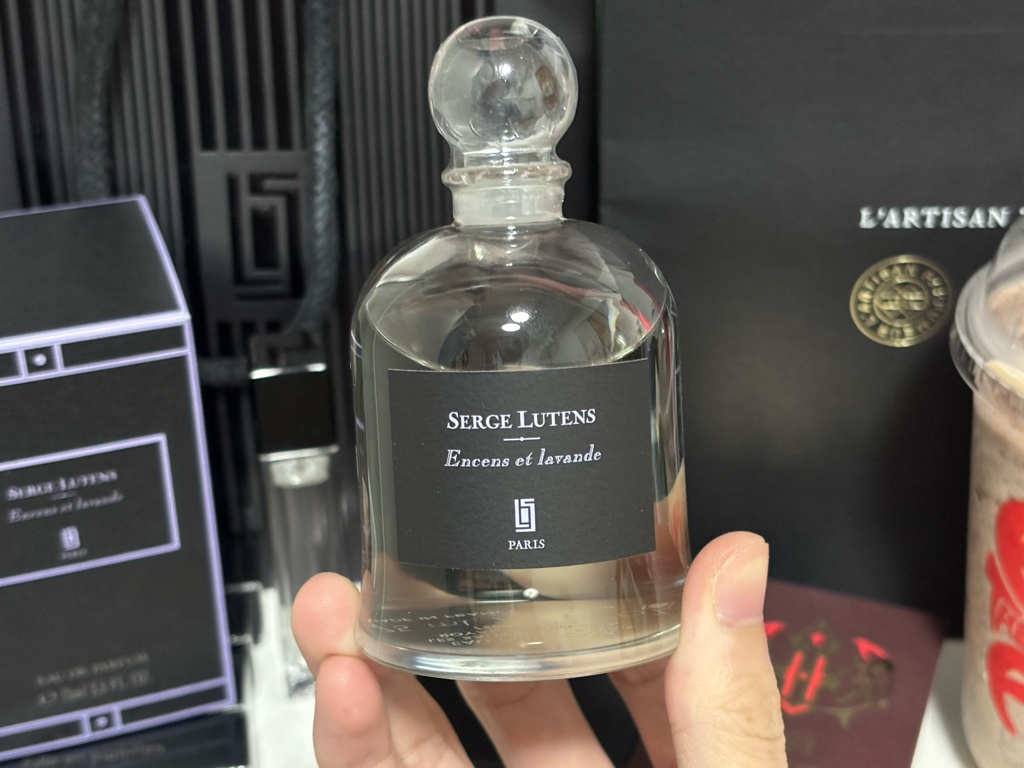 SERGE LUTENS
Encens et lavande
PARIS
SERGE LUTENS
Encens et lavande
PARIS
EAU DE PARFUM
L'ARTISAN